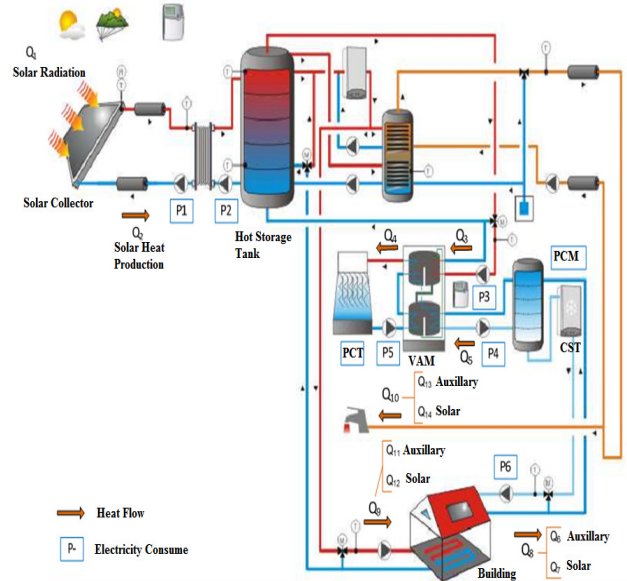 Q₁
Solar Radiation
Solar Collector
Q₂
Solar Heat
Production
P1
P2
Hot Storage
Tank
Q₄
Q₃
PCM
P3
PCT
P5
VAM
Q₅
P4
CST
Q₁₀
Q₁₃ Auxillary
Q₁₄ Solar
Q₁₁ Auxillary
Q₁₂ Solar
Q₉
P6
Heat Flow
P- Electricity Consume
Building
Q₈
Q₆ Auxillary
Q₇ Solar
T
T
T
T
T
T
T
T
T
T
M
M
M
M